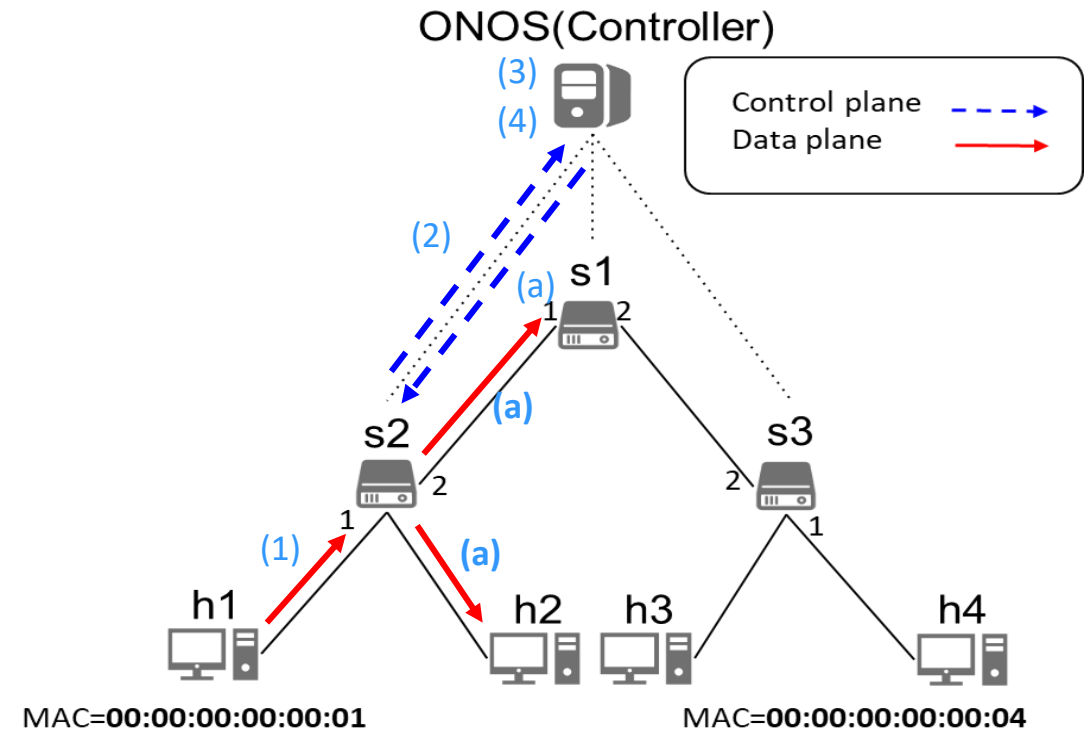 ONOS(Controller)
(3)
(4)
Control plane
Data plane
(2)
s1
(a)
1
2
(a)
s2
s3
2
2
1
1
(1)
(a)
h1
h2
h3
h4
MAC=00:00:00:00:00:01
MAC=00:00:00:00:00:04